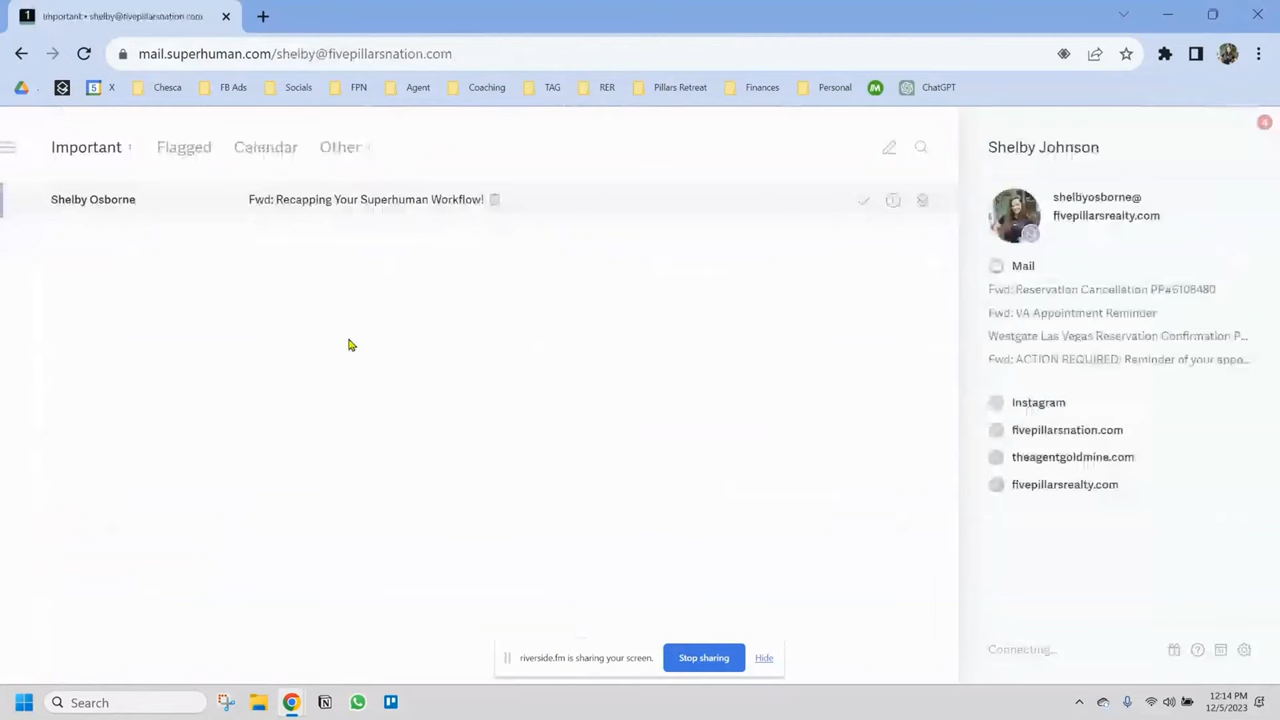 Important: • shelby@fivepillarsnation.com
mail.superhuman.com/shelby@fivepillarsnation.com
5 X Chesca FB Ads Socials FPN Agent Coaching TAG RER Pillars Retreat Finances Personal ChatGPT
4
Important 1 Flagged Calendar Other
Shelby Johnson
Shelby Osborne Fwd: Recapping Your Superhuman Workflow!
shelbyosborne@
fivepillarsrealty.com
Mail
Fwd: Reservation Cancellation PP#6108480
Fwd: VA Appointment Reminder
Westgate Las Vegas Reservation Confirmation P...
Fwd: ACTION REQUIRED: Reminder of your appo...
Instagram
fivepillarsnation.com
theagentgoldmine.com
fivepillarsrealty.com
Connecting...
riverside.fm is sharing your screen. Stop sharing Hide
Search
12:14 PM
12/5/2023